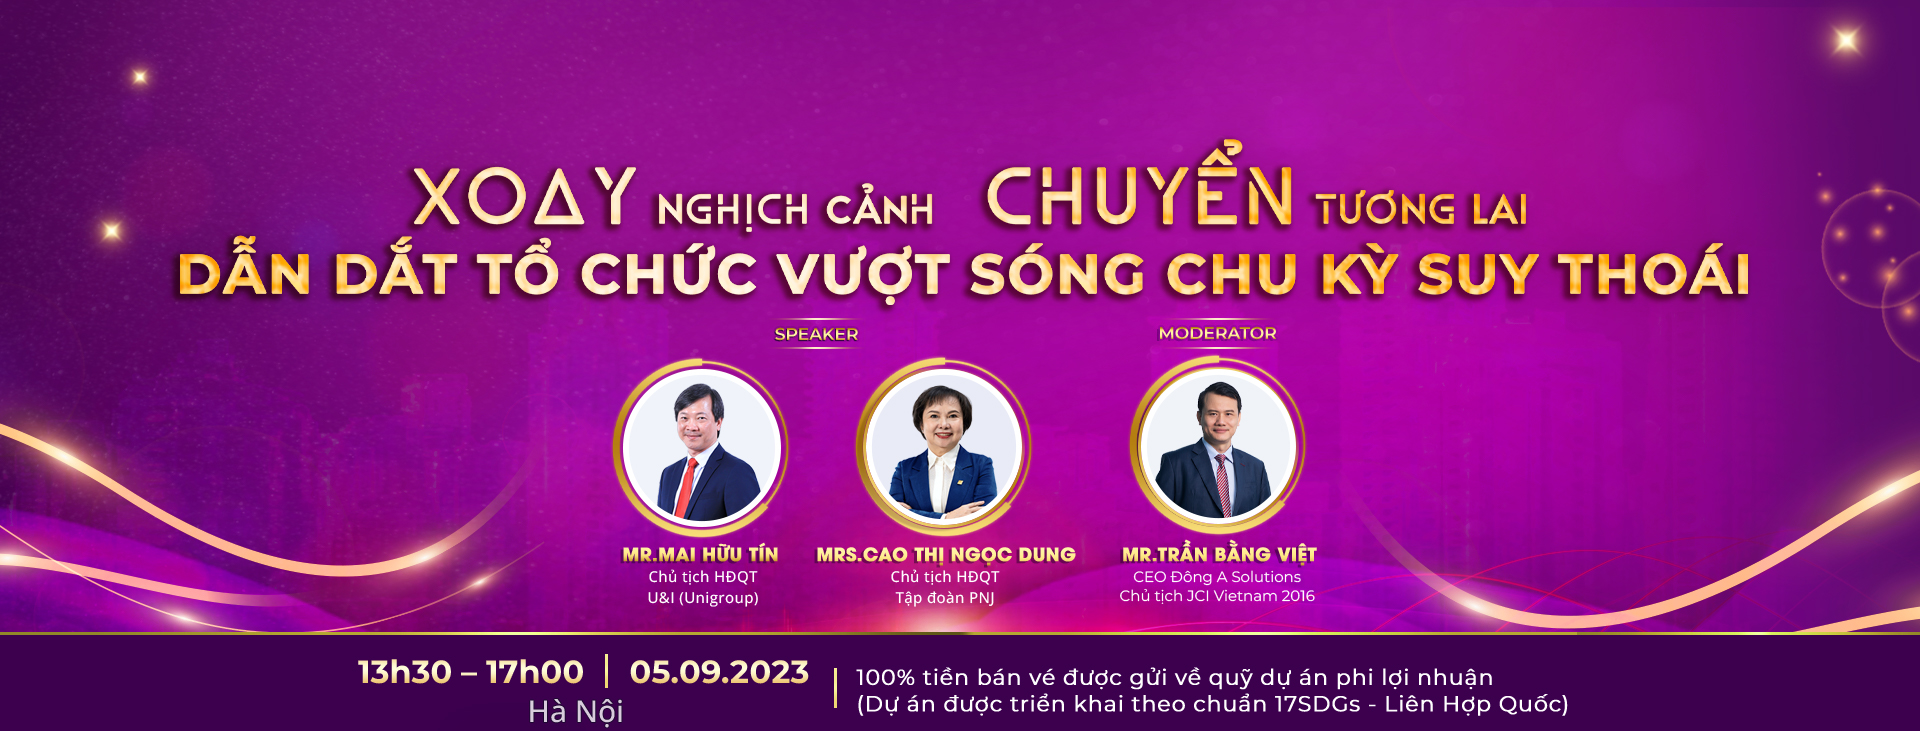 XOAY NGHỊCH CẢNH CHUYỂN TƯƠNG LAI
DẪN DẮT TỔ CHỨC VƯỢT SÓNG CHU KỲ SUY THOÁI
SPEAKER
MODERATOR
MR.MAI HỮU TÍN
Chủ tịch HĐQT
U&I (Unigroup)
MRS.CAO THỊ NGỌC DUNG
Chủ tịch HĐQT
Tập đoàn PNJ
MR.TRẦN BẰNG VIỆT
CEO Đông A Solutions
Chủ tịch JCI Vietnam 2016
13h30 – 17h00 | 05.09.2023
Hà Nội
100% tiền bán vé được gửi về quỹ dự án phi lợi nhuận
(Dự án được triển khai theo chuẩn 17SDGs - Liên Hợp Quốc)